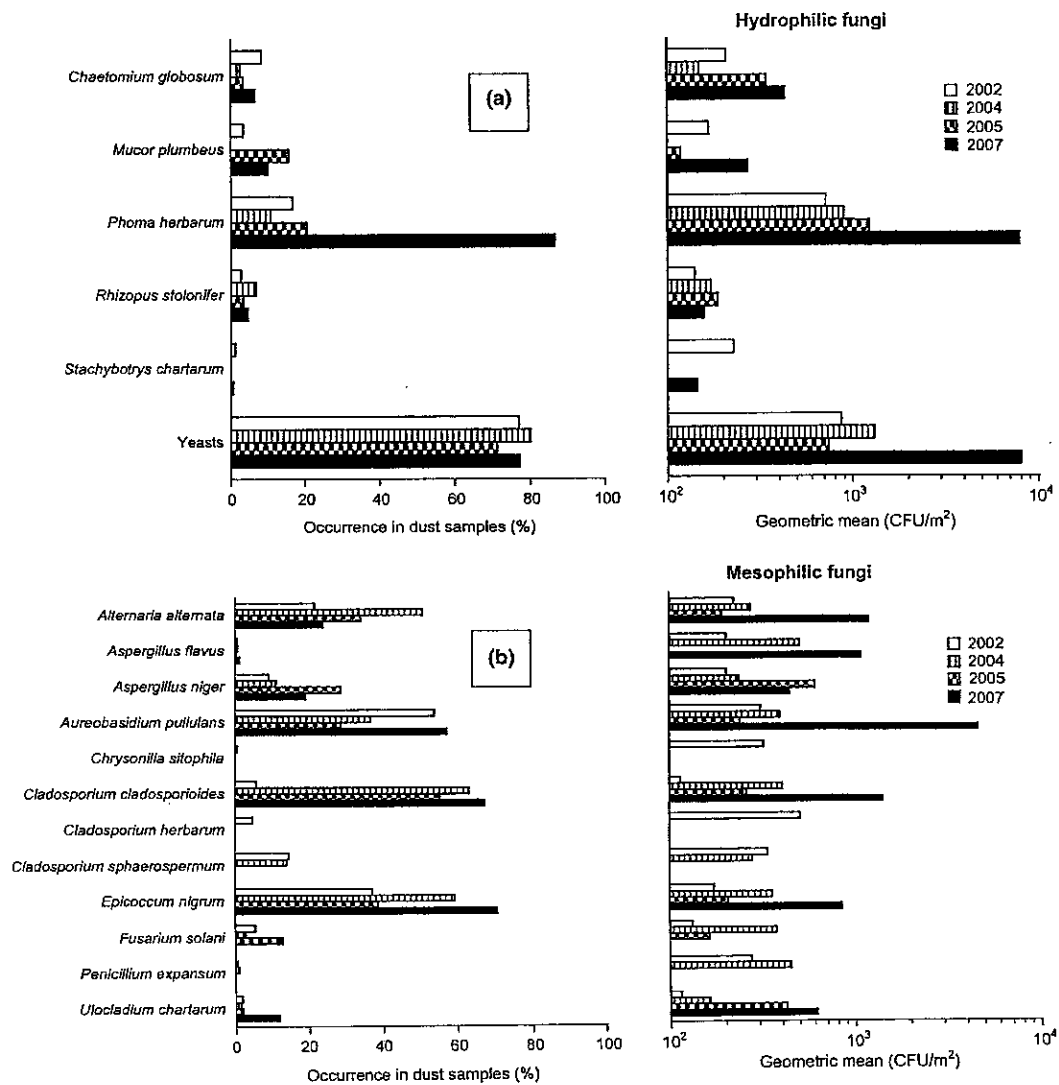 Hydrophilic fungi
Chaetomium globosum
Mucor plumbeus
Phoma herbarum
Rhizopus stolonifer
Stachybotrys chartarum
Yeasts
(a)
2002
2004
2005
2007
0 20 40 60 80 100
Occurrence in dust samples (%)
10² 10³ 10⁴
Geometric mean (CFU/m²)
Mesophilic fungi
Alternaria alternata
Aspergillus flavus
Aspergillus niger
Aureobasidium pullulans
Chrysonilia sitophila
Cladosporium cladosporioides
Cladosporium herbarum
Cladosporium sphaerospermum
Epicoccum nigrum
Fusarium solani
Penicillium expansum
Ulocladium chartarum
(b)
2002
2004
2005
2007
0 20 40 60 80 100
Occurrence in dust samples (%)
10² 10³ 10⁴
Geometric mean (CFU/m²)